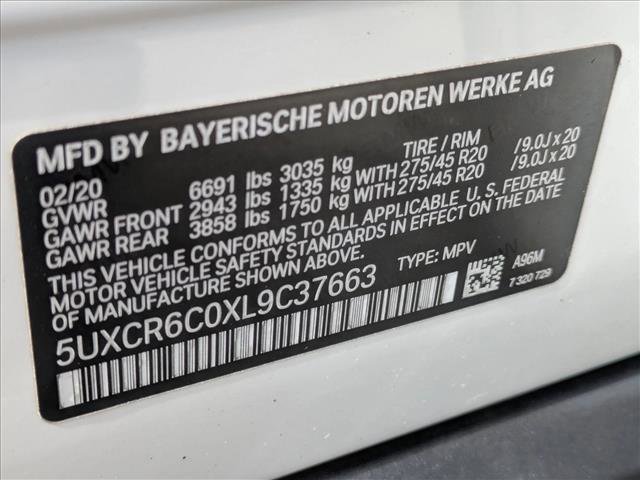 MFD BY BAYERISCHE MOTOREN WERKE AG
02/20 TIRE / RIM
GVWR 6691 lbs 3035 kg
GAWR FRONT 2943 lbs 1335 kg WITH 275/45 R20 /9.0J x 20
GAWR REAR 3858 lbs 1750 kg WITH 275/45 R20 /9.0J x 20
THIS VEHICLE CONFORMS TO ALL APPLICABLE U.S. FEDERAL
MOTOR VEHICLE SAFETY STANDARDS IN EFFECT ON THE DATE
OF MANUFACTURE SHOWN ABOVE.
5UXCR6C0XL9C37663 TYPE: MPV A96M
7 320 729